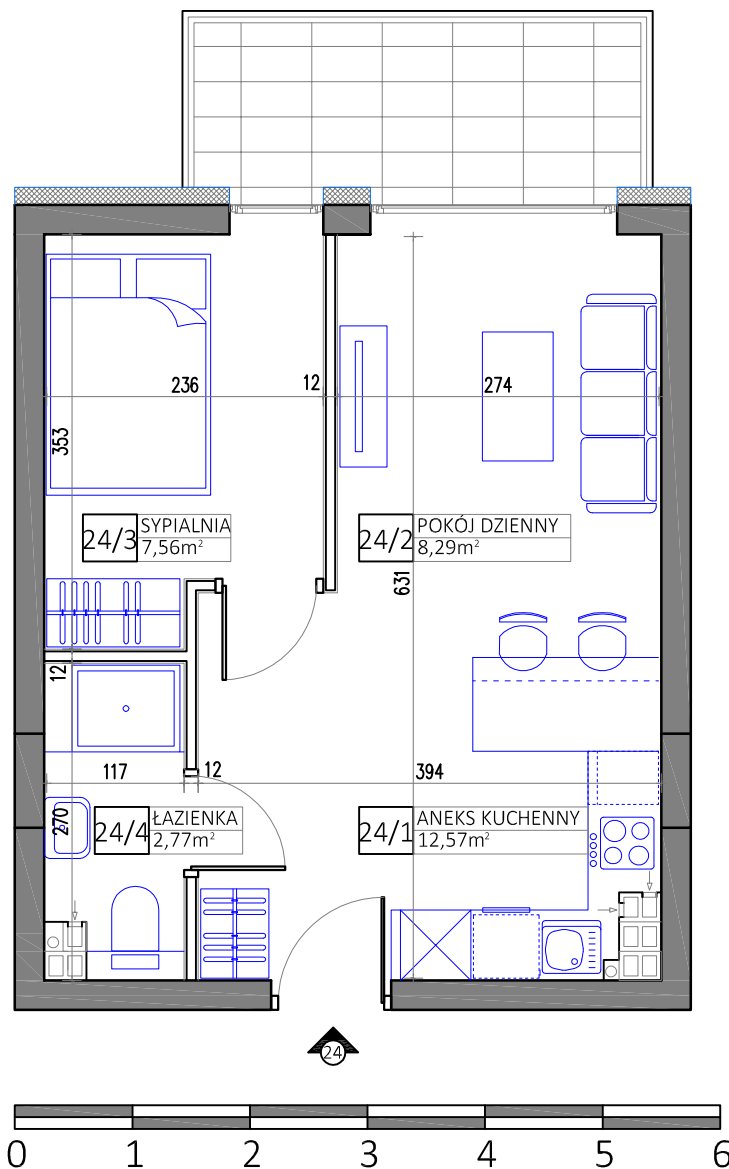 236
12
274
353
24/3
SYPIALNIA
7,56m²
24/2
POKÓJ DZIENNY
8,29m²
631
12
117
12
394
270
24/4
ŁAZIENKA
2,77m²
24/1
ANEKS KUCHENNY
12,57m²
24
0 1 2 3 4 5 6